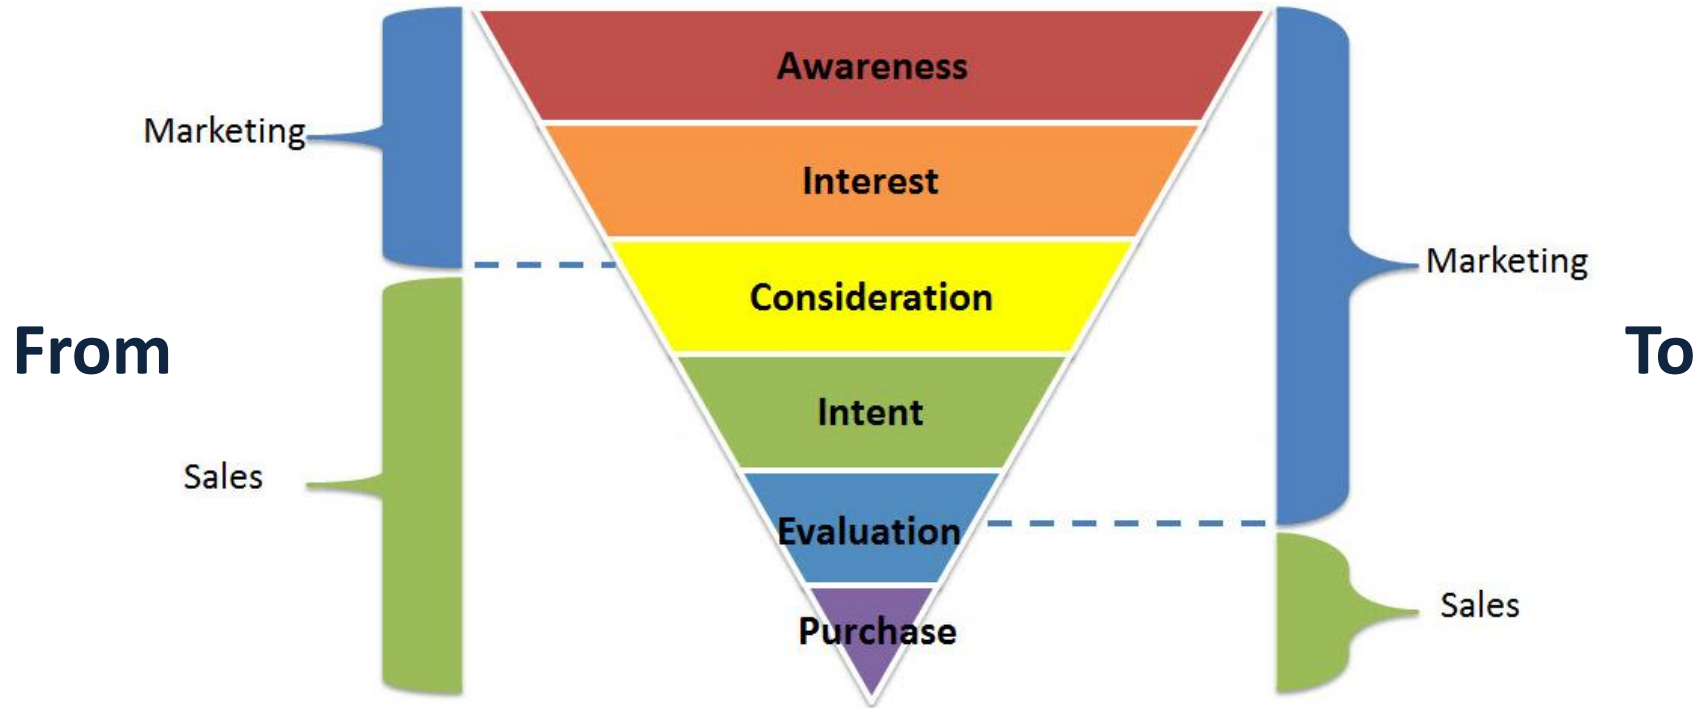 Awareness
Marketing
Interest
Marketing
Consideration
From
To
Intent
Sales
Evaluation
Sales
Purchase